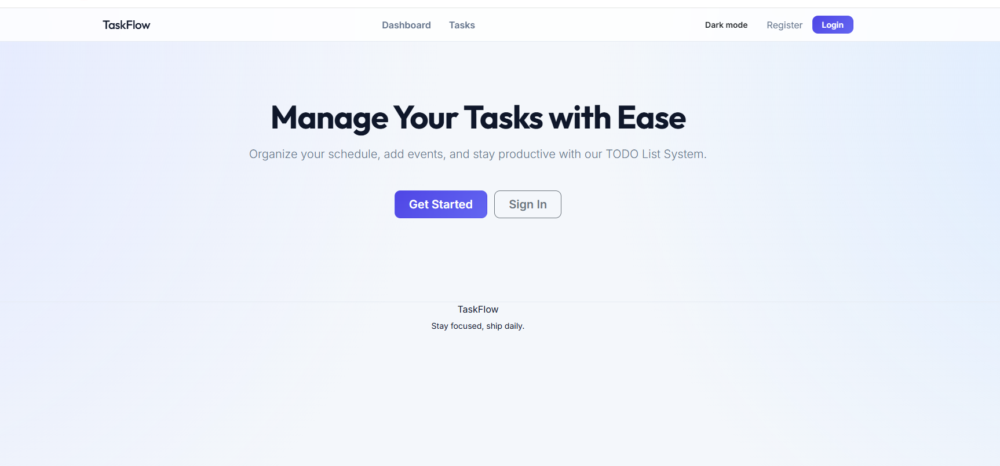 TaskFlow
Dashboard
Tasks
Dark mode
Register
Login
Manage Your Tasks with Ease
Organize your schedule, add events, and stay productive with our TODO List System.
Get Started
Sign In
TaskFlow
Stay focused, ship daily.